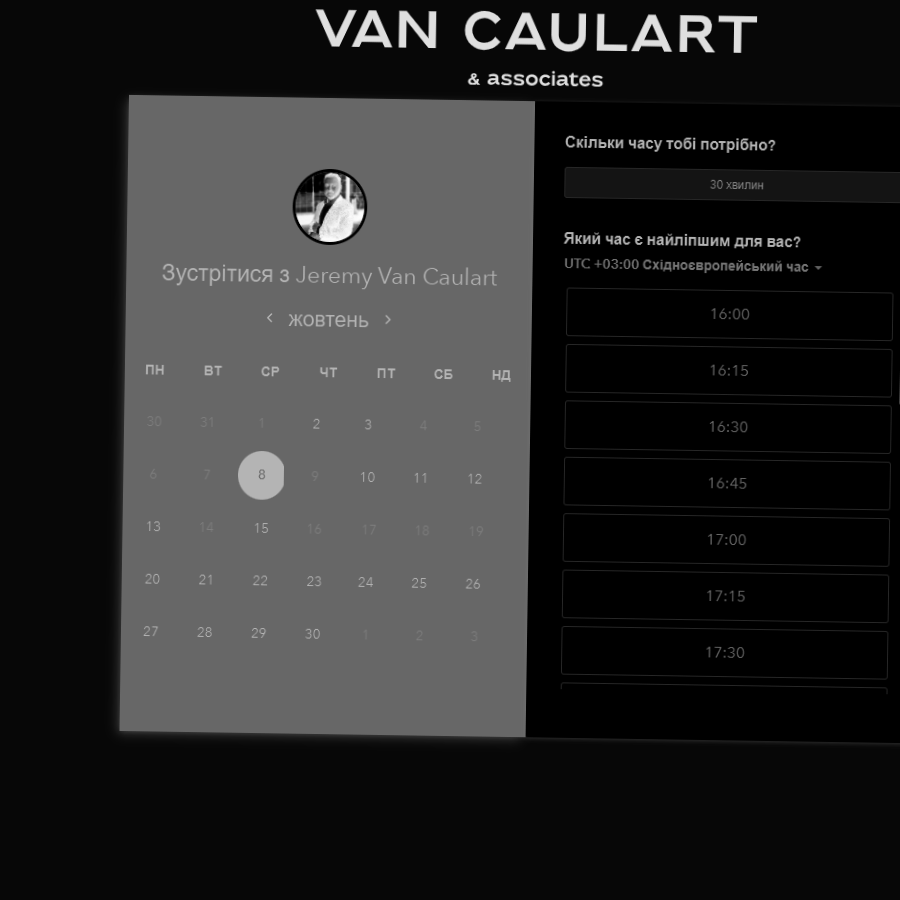 VAN CAULART
& associates
Зустрітися з Jeremy Van Caulart
жовтень
ПН ВТ СР ЧТ ПТ СБ НД
30 31 1 2 3 4 5
6 7 8 9 10 11 12
13 14 15 16 17 18 19
20 21 22 23 24 25 26
27 28 29 30 1 2 3
Скільки часу тобі потрібно?
30 хвилин
Який час є найліпшим для вас?
UTC +03:00 Східноєвропейський час
16:00
16:15
16:30
16:45
17:00
17:15
17:30